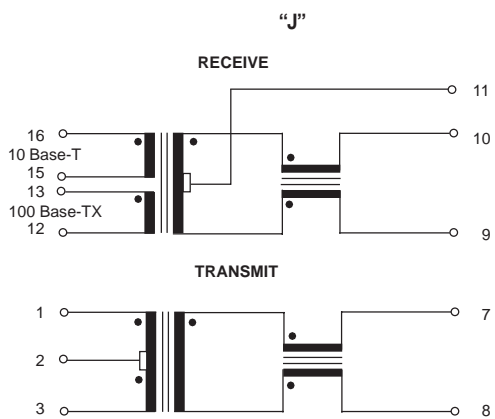 “J”
RECEIVE
11
16
10
10 Base-T
15
13
100 Base-TX
12
9
TRANSMIT
1
7
2
3
8